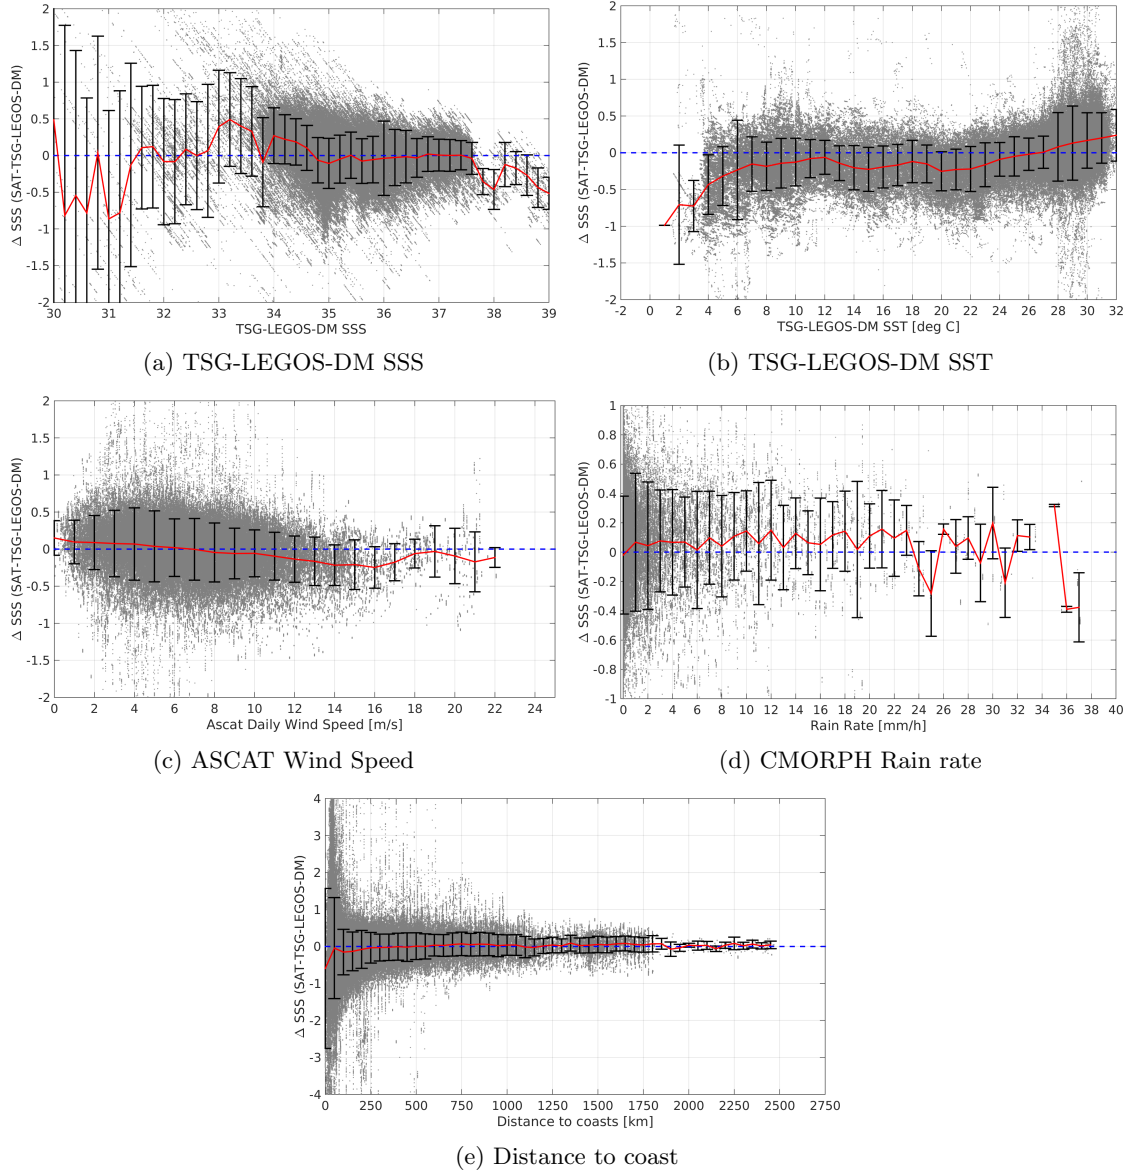 Δ SSS (SAT-TSG-LEGOS-DM)
2
1.5
1
0.5
0
-0.5
-1
-1.5
-2
30 31 32 33 34 35 36 37 38 39
TSG-LEGOS-DM SSS
(a) TSG-LEGOS-DM SSS
Δ SSS (SAT-TSG-LEGOS-DM)
2
1.5
1
0.5
0
-0.5
-1
-1.5
-2
-2 0 2 4 6 8 10 12 14 16 18 20 22 24 26 28 30 32
TSG-LEGOS-DM SST [deg C]
(b) TSG-LEGOS-DM SST
Δ SSS (SAT-TSG-LEGOS-DM)
2
1.5
1
0.5
0
-0.5
-1
-1.5
-2
0 2 4 6 8 10 12 14 16 18 20 22 24
Ascat Daily Wind Speed [m/s]
(c) ASCAT Wind Speed
Δ SSS (SAT-TSG-LEGOS-DM)
1
0.8
0.6
0.4
0.2
0
-0.2
-0.4
-0.6
-0.8
-1
0 2 4 6 8 10 12 14 16 18 20 22 24 26 28 30 32 34 36 38 40
Rain Rate [mm/h]
(d) CMORPH Rain rate
Δ SSS (SAT-TSG-LEGOS-DM)
4
3
2
1
0
-1
-2
-3
-4
0 250 500 750 1000 1250 1500 1750 2000 2250 2500 2750
Distance to coasts [km]
(e) Distance to coast